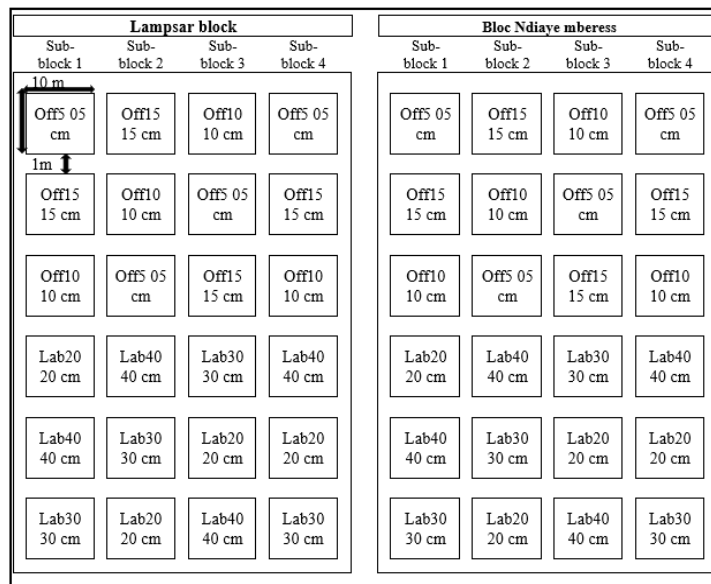 Lampsar block
Bloc Ndiaye mberess
Sub-block 1
Sub-block 2
Sub-block 3
Sub-block 4
Sub-block 1
Sub-block 2
Sub-block 3
Sub-block 4
10 m
Off5 05 cm
Off15 15 cm
Off10 10 cm
Off5 05 cm
Off5 05 cm
Off15 15 cm
Off10 10 cm
Off5 05 cm
1m
Off15 15 cm
Off10 10 cm
Off5 05 cm
Off15 15 cm
Off15 15 cm
Off10 10 cm
Off5 05 cm
Off15 15 cm
Off10 10 cm
Off5 05 cm
Off15 15 cm
Off10 10 cm
Off10 10 cm
Off5 05 cm
Off15 15 cm
Off10 10 cm
Lab20 20 cm
Lab40 40 cm
Lab30 30 cm
Lab40 40 cm
Lab20 20 cm
Lab40 40 cm
Lab30 30 cm
Lab40 40 cm
Lab40 40 cm
Lab30 30 cm
Lab20 20 cm
Lab20 20 cm
Lab40 40 cm
Lab30 30 cm
Lab20 20 cm
Lab20 20 cm
Lab30 30 cm
Lab20 20 cm
Lab40 40 cm
Lab30 30 cm
Lab30 30 cm
Lab20 20 cm
Lab40 40 cm
Lab30 30 cm